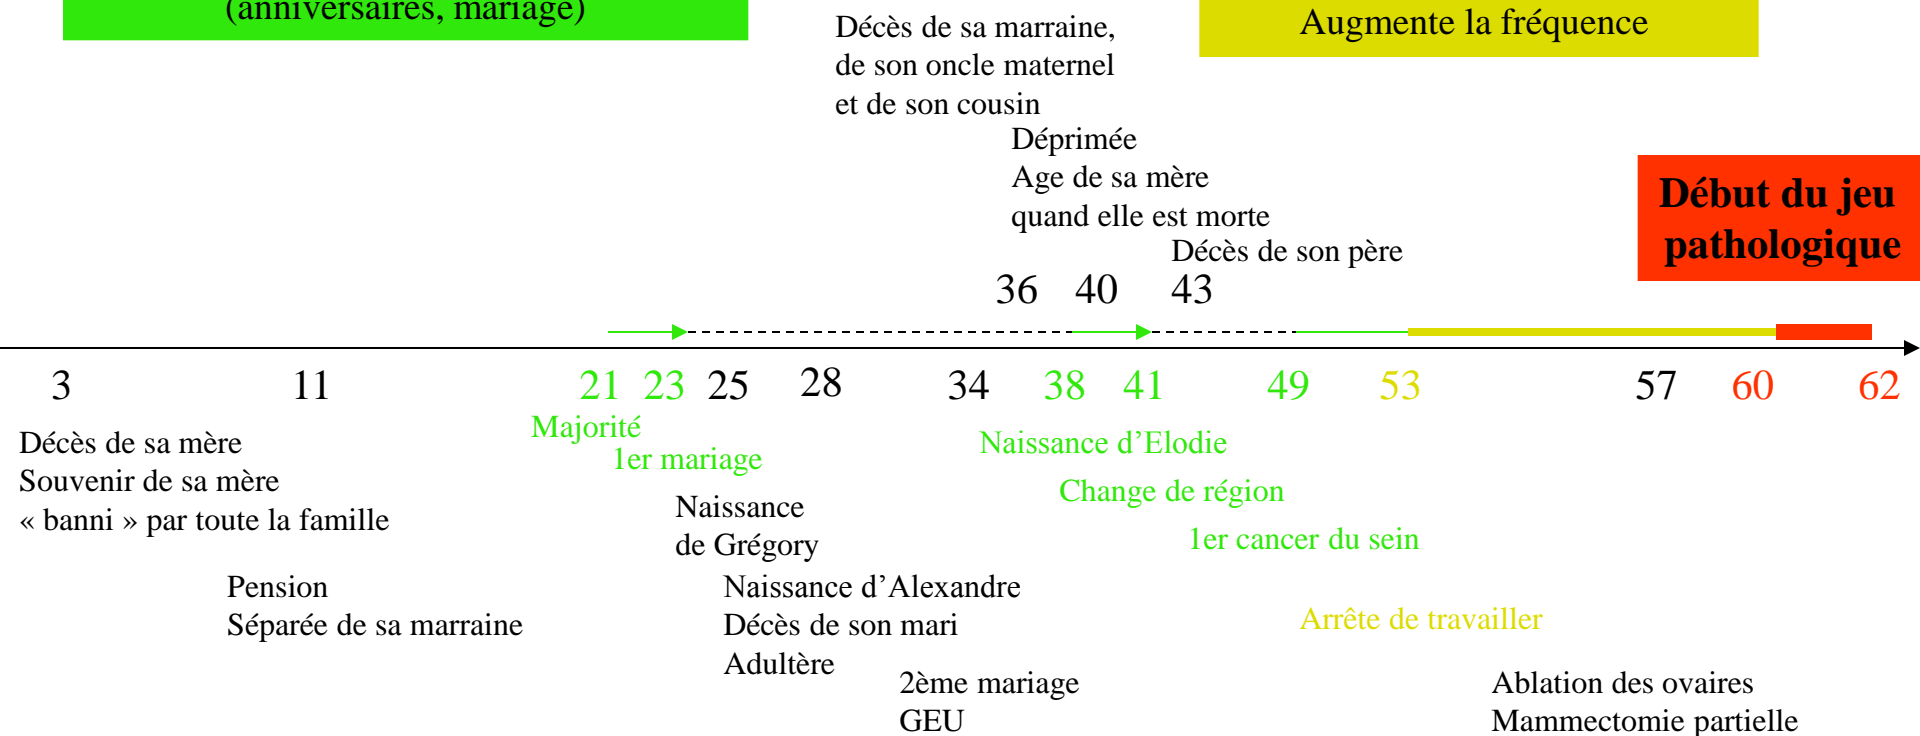 (anniversaires, mariage)
Augmente la fréquence
Décès de sa marraine,
de son oncle maternel
et de son cousin
Déprimée
Age de sa mère
quand elle est morte
Décès de son père
Début du jeu
pathologique
36 40 43
3 11 21 23 25 28 34 38 41 49 53 57 60 62
Majorité
1er mariage
Décès de sa mère
Souvenir de sa mère
« banni » par toute la famille
Naissance d’Elodie
Change de région
1er cancer du sein
Naissance
de Grégory
Pension
Séparée de sa marraine
Naissance d’Alexandre
Décès de son mari
Adultère
Arrête de travailler
2ème mariage
GEU
Ablation des ovaires
Mammectomie partielle